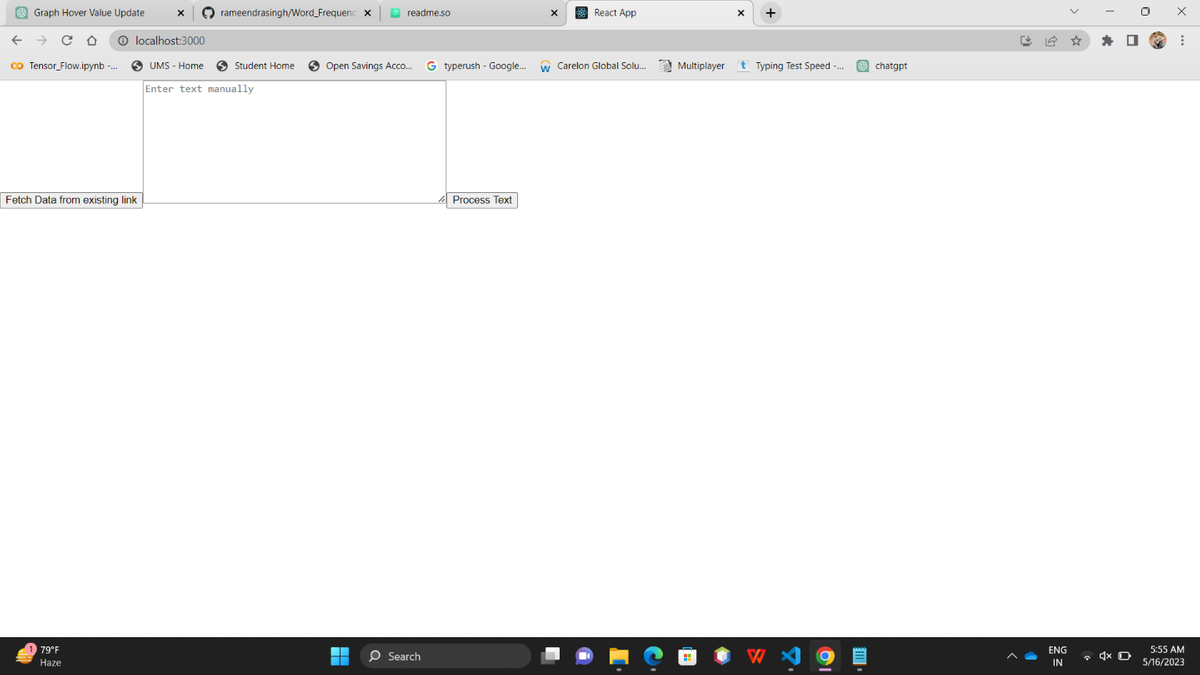 Graph Hover Value Update
rameendrasingh/Word_Frequenc
readme.so
React App
localhost:3000
Tensor_Flow.ipynb -...
UMS - Home
Student Home
Open Savings Acco...
typerush - Google...
Carelon Global Solu...
Multiplayer
Typing Test Speed -...
chatgpt
Enter text manually
Fetch Data from existing link
Process Text
1
79°F
Haze
Search
ENG
IN
5:55 AM
5/16/2023